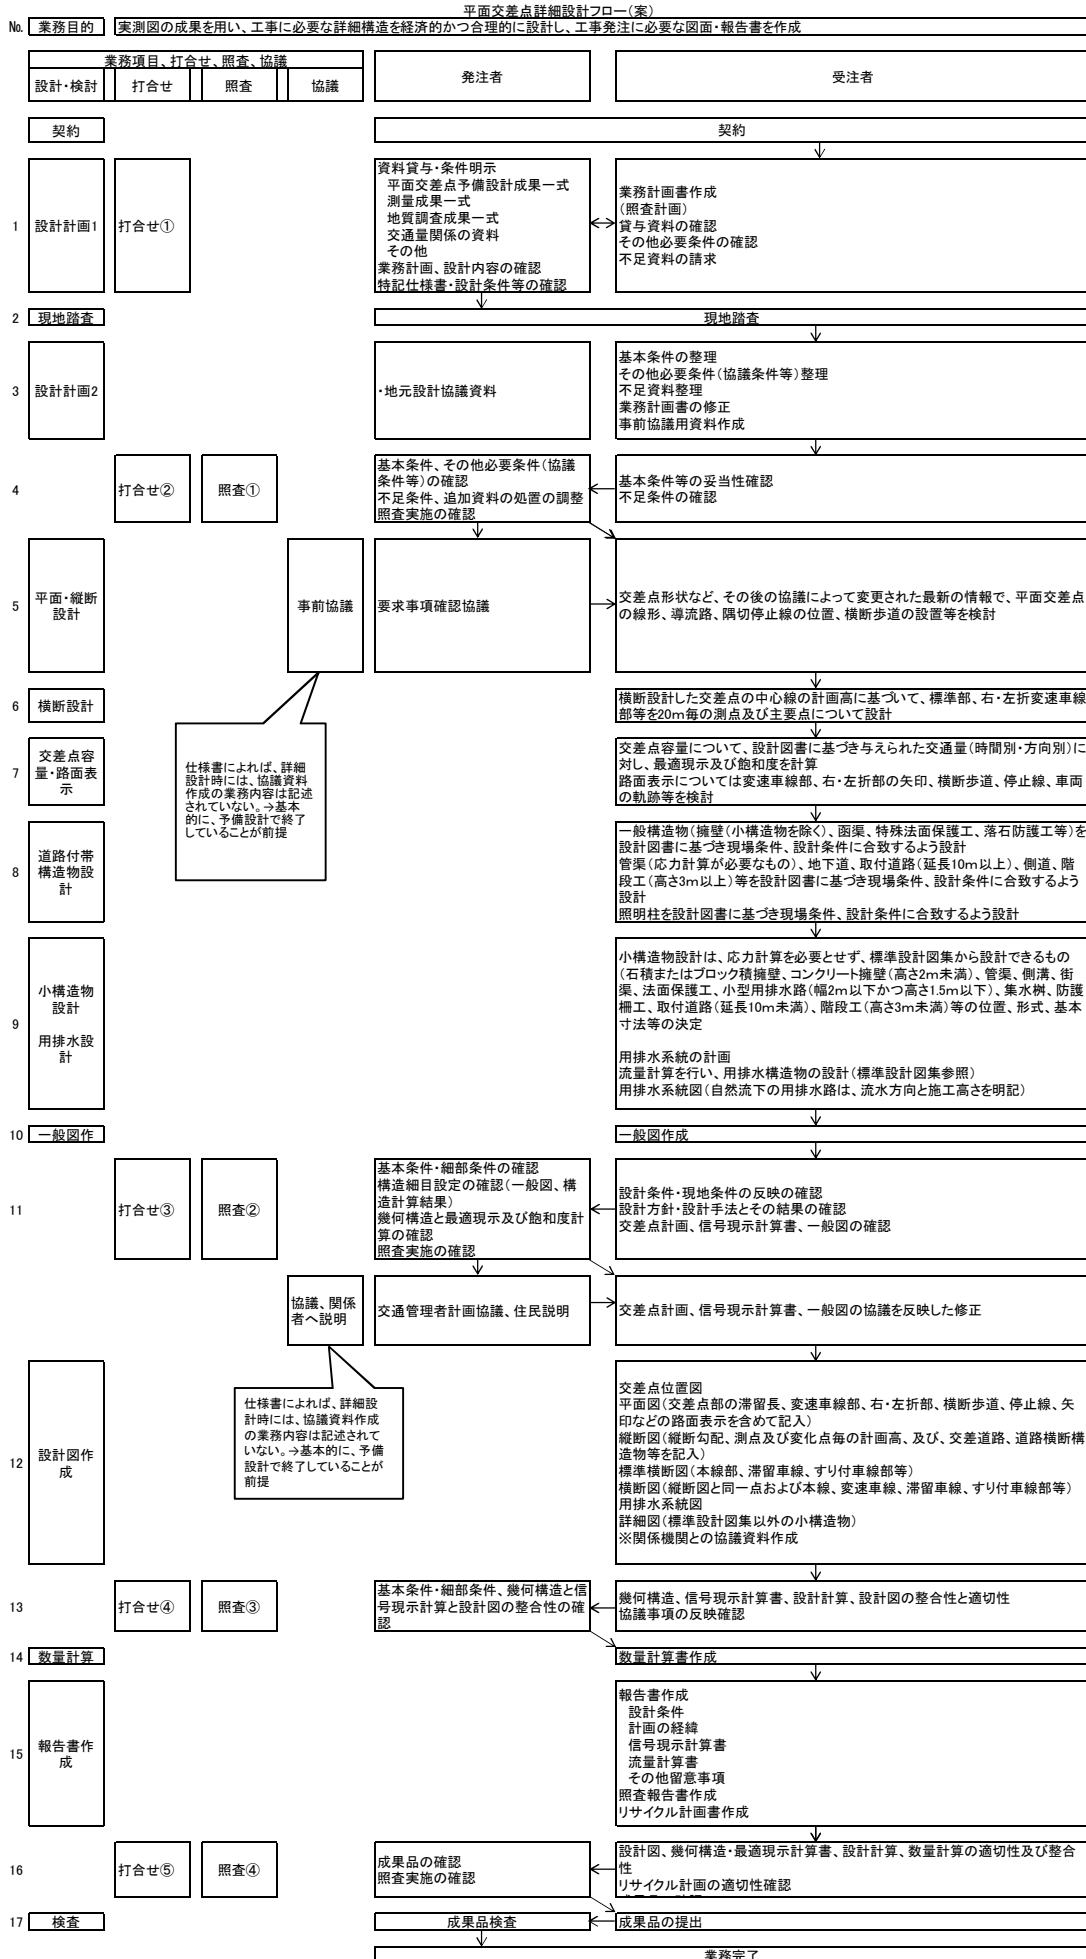 平面交差点詳細設計フロー(案)
No. 業務目的 実測図の成果を用い、工事に必要な詳細構造を経済的かつ合理的に設計し、工事発注に必要な図面・報告書を作成
業務項目、打合せ、照査、協議
発注者
受注者
設計・検討 打合せ 照査 協議
契約
契約
1 設計計画1 打合せ①
資料貸与・条件明示
平面交差点予備設計成果一式
測量成果一式
地質調査成果一式
交通量関係の資料
その他
業務計画、設計内容の確認
特記仕様書・設計条件等の確認
業務計画書作成
(照査計画)
貸与資料の確認
その他必要条件の確認
不足資料の請求
2 現地踏査
現地踏査
3 設計計画2
・地元設計協議資料
基本条件の整理
その他必要条件(協議条件等)整理
不足資料整理
業務計画書の修正
事前協議用資料作成
4 打合せ② 照査①
基本条件、その他必要条件(協議
条件等)の確認
不足条件、追加資料の処置の調整
照査実施の確認
基本条件等の妥当性確認
不足条件の確認
5 平面・縦断
設計
事前協議
要求事項確認協議
交差点形状など、その後の協議によって変更された最新の情報で、平面交差点
の線形、導流路、隅切停止線の位置、横断歩道の設置等を検討
6 横断設計
横断設計した交差点の中心線の計画高に基づいて、標準部、右・左折変速車線
部等を20m毎の測点及び主要点について設計
仕様書によれば、詳細
設計時には、協議資料
作成の業務内容は記述
されていない。→基本
的に、予備設計で終了
していることが前提
7 交差点容
量・路面表
示
交差点容量について、設計図書に基づき与えられた交通量(時間別・方向別)に
対し、最適現示及び飽和度を計算
路面表示については変速車線部、右・左折部の矢印、横断歩道、停止線、車両
の軌跡等を検討
8 道路付帯
構造物設
計
一般構造物(擁壁(小構造物を除く)、函渠、特殊法面保護工、落石防護工等)を
設計図書に基づき現場条件、設計条件に合致するよう設計
管渠(応力計算が必要なもの)、地下道、取付道路(延長10m以上)、側道、階
段工(高さ3m以上)等を設計図書に基づき現場条件、設計条件に合致するよう
設計
照明柱を設計図書に基づき現場条件、設計条件に合致するよう設計
9 小構造物
設計
用排水設
計
小構造物設計は、応力計算を必要とせず、標準設計図集から設計できるもの
(石積またはブロック積擁壁、コンクリート擁壁(高さ2m未満)、管渠、側溝、街
渠、法面保護工、小型用排水路(幅2m以下かつ高さ1.5m以下)、集水桝、防護
柵工、取付道路(延長10m未満)、階段工(高さ3m未満)等の位置、形式、基本
寸法等の決定
用排水系統の計画
流量計算を行い、用排水構造物の設計(標準設計図集参照)
用排水系統図(自然流下の用排水路は、流水方向と施工高さを明記)
10 一般図作
一般図作成
11 打合せ③ 照査②
基本条件・細部条件の確認
構造細目設定の確認(一般図、構
造計算結果)
幾何構造と最適現示及び飽和度計
算の確認
照査実施の確認
設計条件・現地条件の反映の確認
設計方針・設計手法とその結果の確認
交差点計画、信号現示計算書、一般図の確認
協議、関係
者へ説明
交通管理者計画協議、住民説明
交差点計画、信号現示計算書、一般図の協議を反映した修正
仕様書によれば、詳細設
計時には、協議資料作成
の業務内容は記述されて
いない。→基本的に、予備
設計で終了していることが
前提
12 設計図作
成
交差点位置図
平面図(交差点部の滞留長、変速車線部、右・左折部、横断歩道、停止線、矢
印などの路面表示を含めて記入)
縦断図(縦断勾配、測点及び変化点毎の計画高、及び、交差道路、道路横断構
造物等を記入)
標準横断図(本線部、滞留車線、すり付車線部等)
横断図(縦断図と同一点および本線、変速車線、滞留車線、すり付車線部等)
用排水系統図
詳細図(標準設計図集以外の小構造物)
※関係機関との協議資料作成
13 打合せ④ 照査③
基本条件・細部条件、幾何構造と信
号現示計算と設計図の整合性の確
認
幾何構造、信号現示計算書、設計計算、設計図の整合性と適切性
協議事項の反映確認
14 数量計算
数量計算書作成
15 報告書作
成
報告書作成
設計条件
計画の経緯
信号現示計算書
流量計算書
その他留意事項
照査報告書作成
リサイクル計画書作成
16 打合せ⑤ 照査④
成果品の確認
照査実施の確認
設計図、幾何構造・最適現示計算書、設計計算、数量計算の適切性及び整合
性
リサイクル計画の適切性確認
17 検査
成果品検査
成果品の提出
業務完了